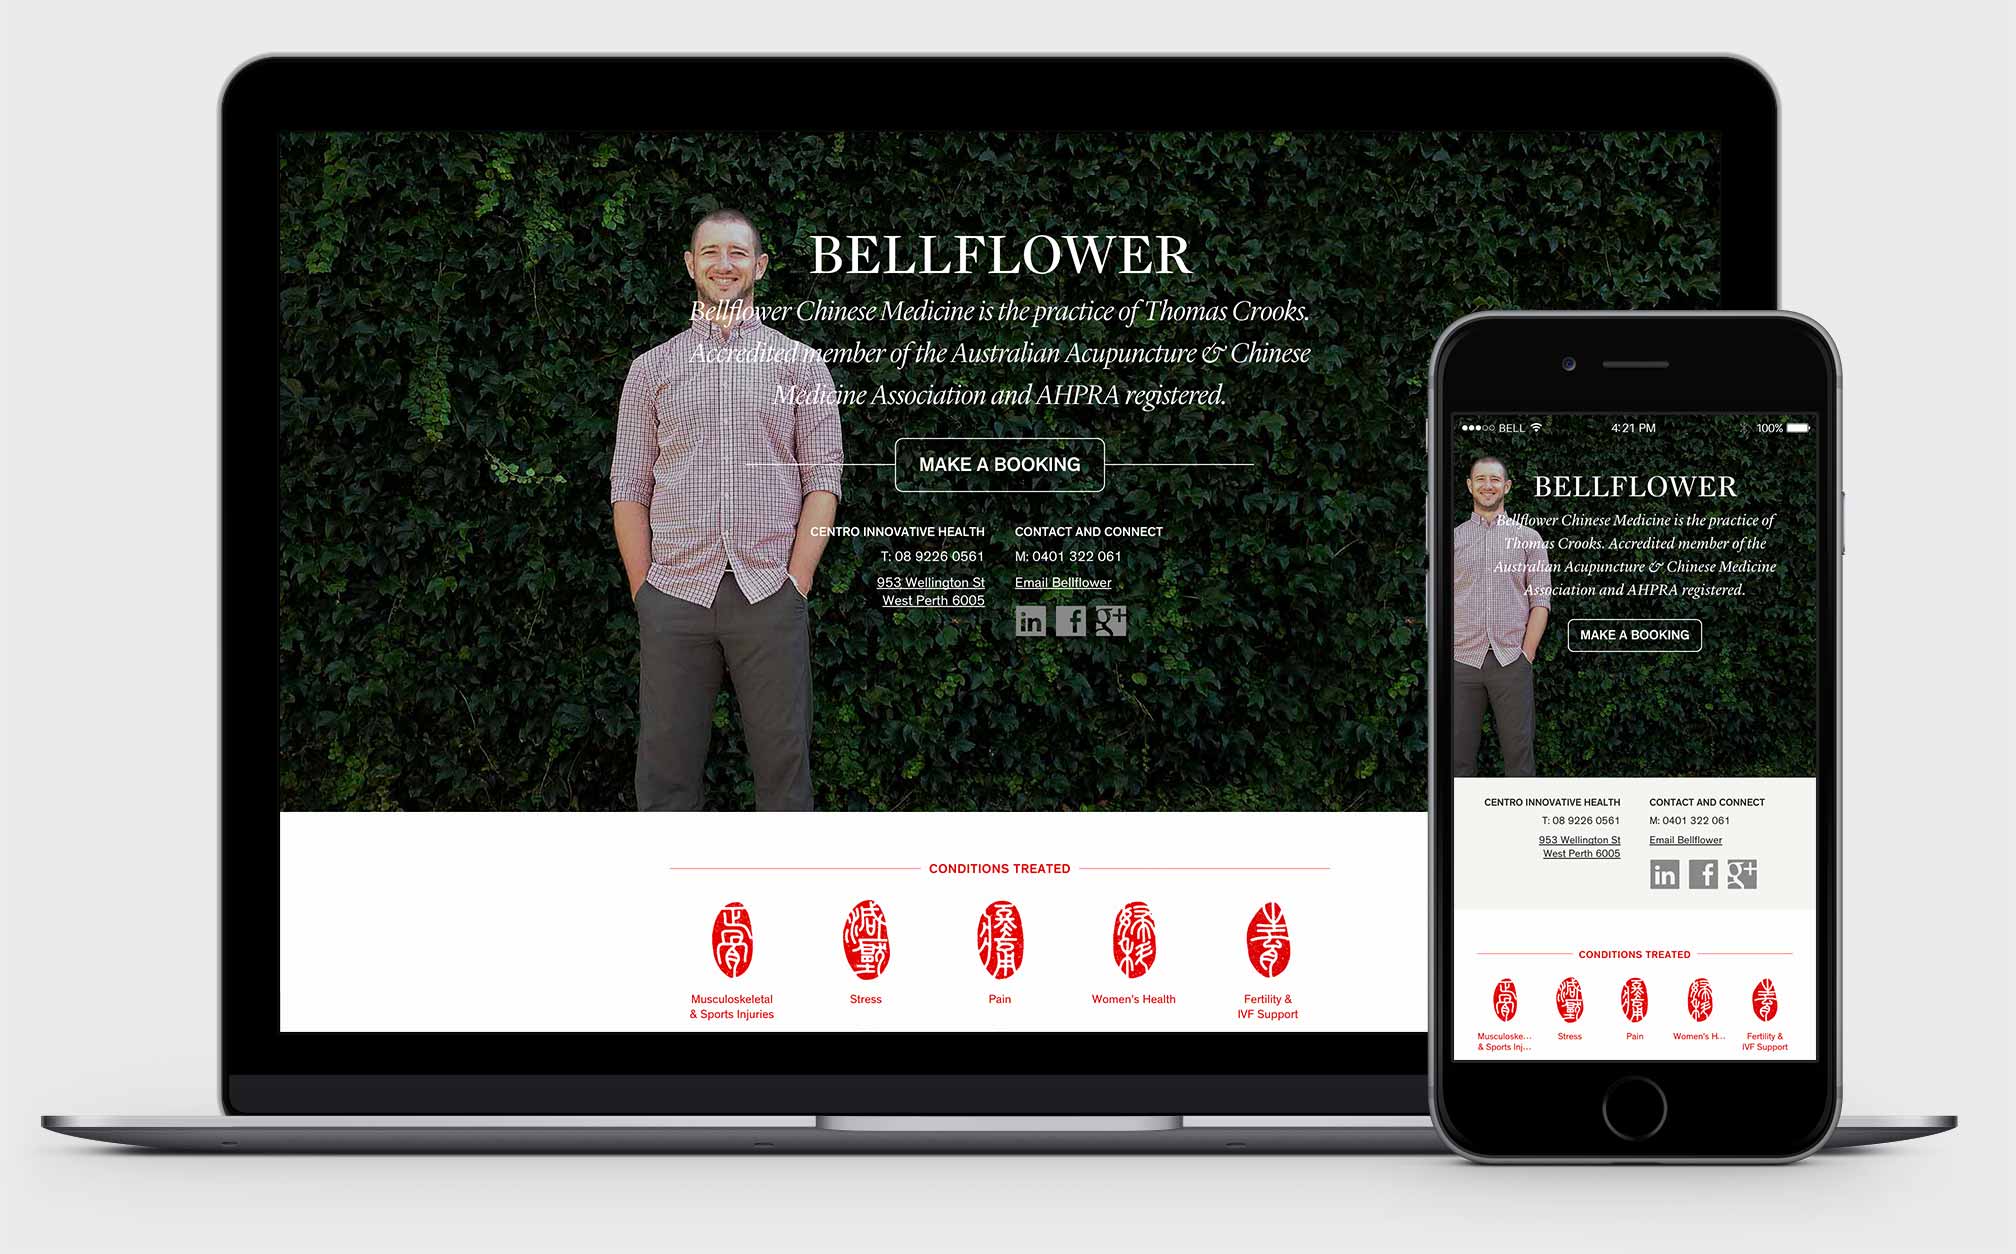 BELLFLOWER
Bellflower Chinese Medicine is the practice of Thomas Crooks.
Accredited member of the Australian Acupuncture & Chinese
Medicine Association and AHPRA registered.
MAKE A BOOKING
CENTRO INNOVATIVE HEALTH
T: 08 9226 0561
953 Wellington St
West Perth 6005
CONTACT AND CONNECT
M: 0401 322 061
Email Bellflower
in f g+
CONDITIONS TREATED
Musculoskeletal
& Sports Injuries
Stress
Pain
Women's Health
Fertility &
IVF Support
BELL 4:21 PM 100%
BELLFLOWER
Bellflower Chinese Medicine is the practice of
Thomas Crooks. Accredited member of the
Australian Acupuncture & Chinese Medicine
Association and AHPRA registered.
MAKE A BOOKING
CENTRO INNOVATIVE HEALTH
T: 08 9226 0561
953 Wellington St
West Perth 6005
CONTACT AND CONNECT
M: 0401 322 061
Email Bellflower
in f g+
CONDITIONS TREATED
Musculoske...
& Sports Inj...
Stress
Pain
Women's H...
Fertility &
IVF Support